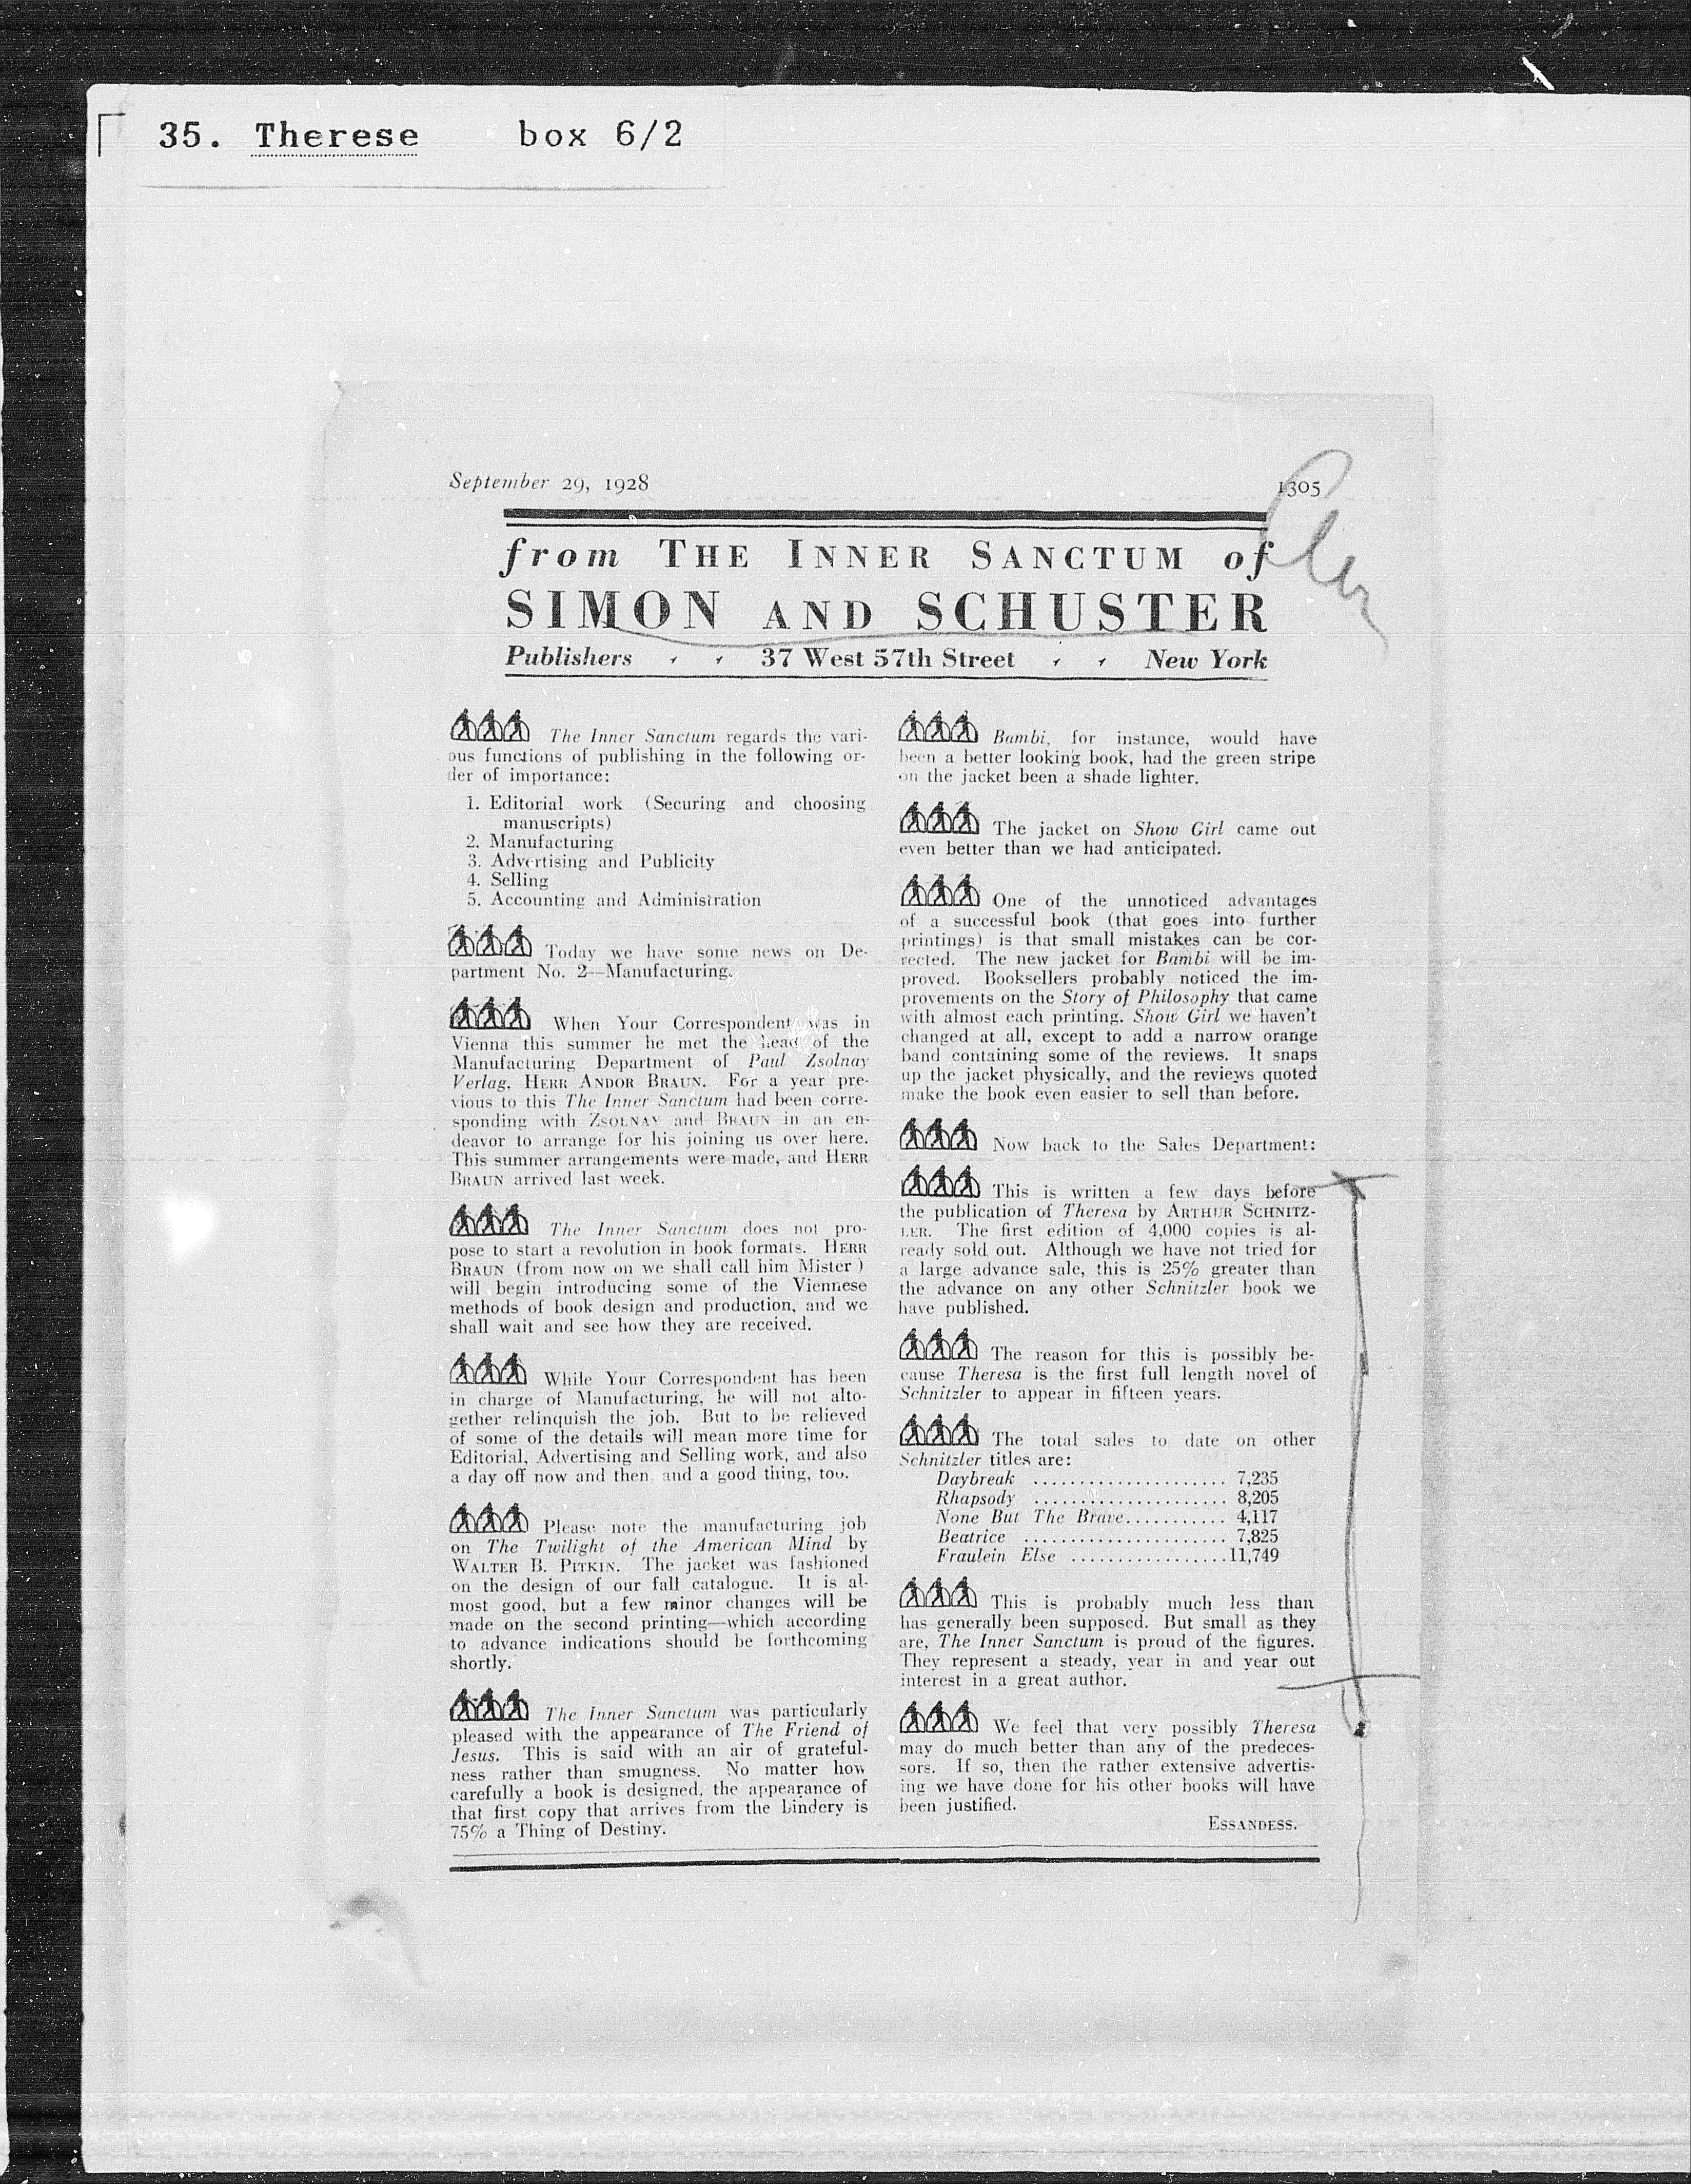 35. Therese box 6/2
September 29, 1928
1305
from THE INNER SANCTUM of
SIMON AND SCHUSTER
Publishers 37 West 57th Street New York
The Inner Sanctum regards the vari-
ous functions of publishing in the following or-
der of importance:
1. Editorial work (Securing and choosing
manuscripts)
2. Manufacturing
3. Advertising and Publicity
4. Selling
5. Accounting and Administration
Today we have some news on De-
partment No. 2—Manufacturing.
When Your Correspondent was in
Vienna this summer he met the head of the
Manufacturing Department of Paul Zsolnay
Verlag, HERR ANDOR BRAUN. For a year pre-
vious to this The Inner Sanctum had been corre-
sponding with ZSOLNAY and BRAUN in an en-
deavor to arrange for his joining us over here.
This summer arrangements were made, and HERR
BRAUN arrived last week.
The Inner Sanctum does not pro-
pose to start a revolution in book formats. HERR
BRAUN (from now on we shall call him Mister)
will begin introducing some of the Viennese
methods of book design and production, and we
shall wait and see how they are received.
While Your Correspondent has been
in charge of Manufacturing, he will not alto-
gether relinquish the job. But to be relieved
of some of the details will mean more time for
Editorial, Advertising and Selling work, and also
a day off now and then, and a good thing, too.
Please note the manufacturing job
on The Twilight of the American Mind by
WALTER B. PITKIN. The jacket was fashioned
on the design of our fall catalogue. It is al-
most good, but a few minor changes will be
made on the second printing—which according
to advance indications should be forthcoming
shortly.
The Inner Sanctum was particularly
pleased with the appearance of The Friend of
Jesus. This is said with an air of grateful-
ness rather than smugness. No matter how
carefully a book is designed, the appearance of
that first copy that arrives from the bindery is
75% a Thing of Destiny.
Bambi, for instance, would have
been a better looking book, had the green stripe
on the jacket been a shade lighter.
The jacket on Show Girl came out
even better than we had anticipated.
One of the unnoticed advantages
of a successful book (that goes into further
printings) is that small mistakes can be cor-
rected. The new jacket for Bambi will be im-
proved. Booksellers probably noticed the im-
provements on the Story of Philosophy that came
with almost each printing. Show Girl we haven't
changed at all, except to add a narrow orange
band containing some of the reviews. It snaps
up the jacket physically, and the reviews quoted
make the book even easier to sell than before.
Now back to the Sales Department:
This is written a few days before
the publication of Theresa by ARTHUR SCHNITZ-
LER. The first edition of 4,000 copies is al-
ready sold out. Although we have not tried for
a large advance sale, this is 25% greater than
the advance on any other Schnitzler book we
have published.
The reason for this is possibly be-
cause Theresa is the first full length novel of
Schnitzler to appear in fifteen years.
The total sales to date on other
Schnitzler titles are:
Daybreak ..................... 7,235
Rhapsody ..................... 8,205
None But The Brave........... 4,117
Beatrice ...................... 7,825
Fraulein Else .................11,749
This is probably much less than
has generally been supposed. But small as they
are, The Inner Sanctum is proud of the figures.
They represent a steady, year in and year out
interest in a great author.
We feel that very possibly Theresa
may do much better than any of the predeces-
sors. If so, then the rather extensive advertis-
ing we have done for his other books will have
been justified.
ESSANDESS.